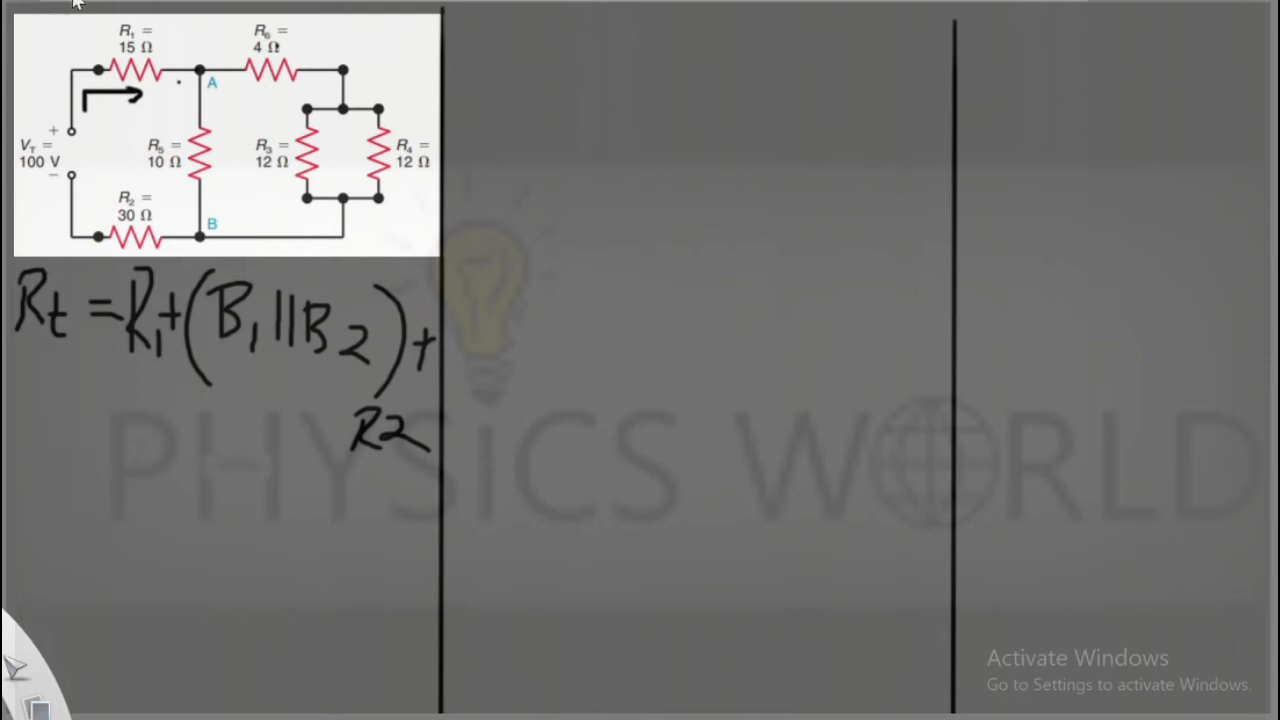 R₁ = 15 Ω
R₆ = 4 Ω
A
+
V_T = 100 V
−
R₅ = 10 Ω
R₃ = 12 Ω
R₄ = 12 Ω
R₂ = 30 Ω
B
Rt = R₁ + (B₁ || B₂) +
R2
PHYSiCS WORLD
Activate Windows
Go to Settings to activate Windows.